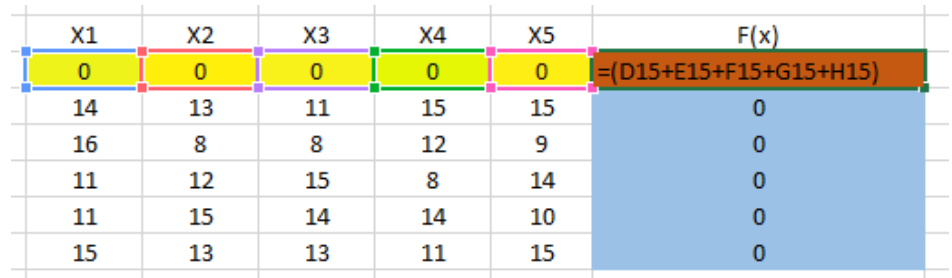 X1 X2 X3 X4 X5 F(x)
0 0 0 0 0 =(D15+E15+F15+G15+H15)
14 13 11 15 15 0
16 8 8 12 9 0
11 12 15 8 14 0
11 15 14 14 10 0
15 13 13 11 15 0